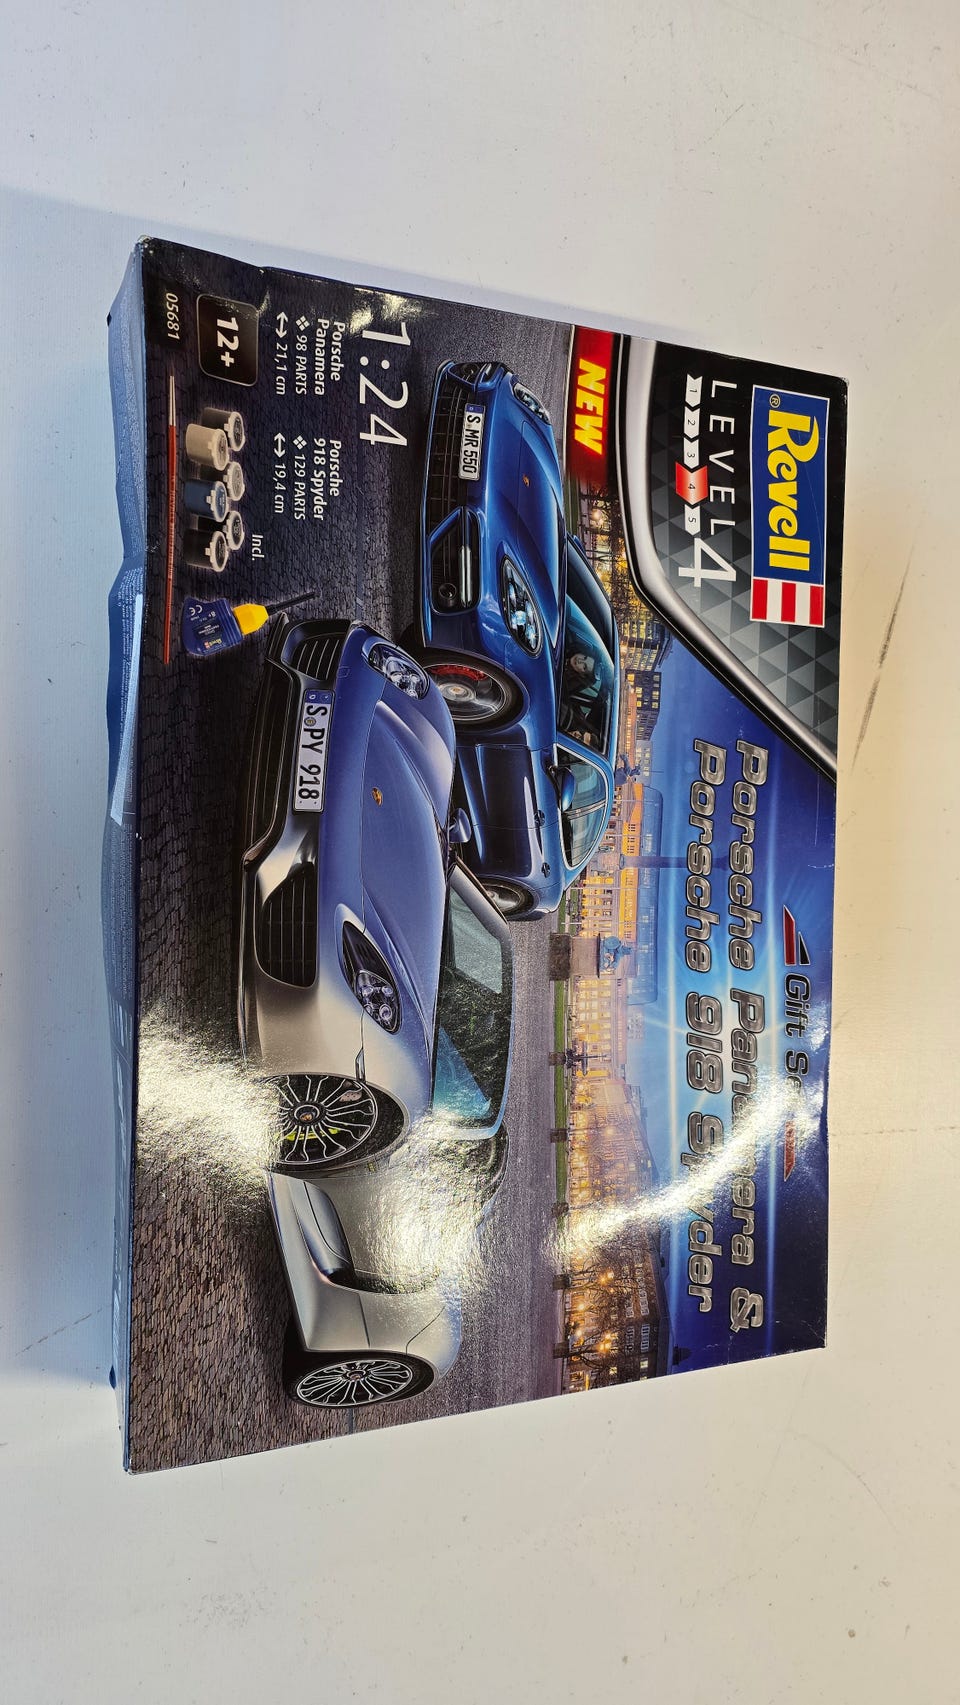 Revell
®
LEVEL 4
1 2 3 4 5
NEW
Gift Se
Porsche Panamera &
Porsche 918 Spyder
S MR 550
S PY 918
1:24
Porsche
Panamera
98 PARTS
21,1 cm
Porsche
918 Spyder
129 PARTS
19,4 cm
12+
Incl.
05681